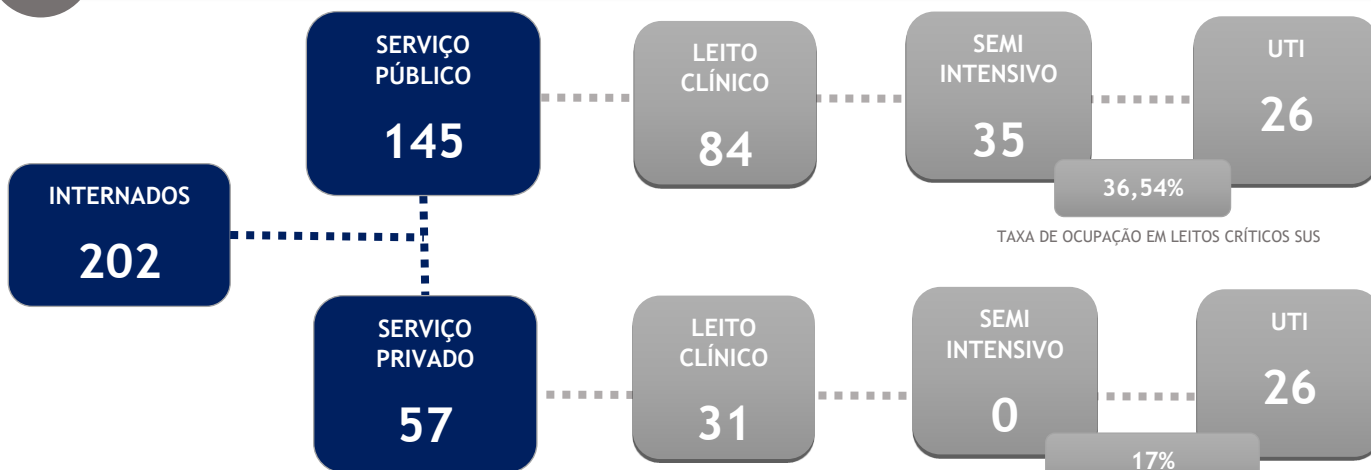 SERVIÇO
PÚBLICO
145
LEITO
CLÍNICO
84
SEMI
INTENSIVO
35
UTI
26
36,54%
TAXA DE OCUPAÇÃO EM LEITOS CRÍTICOS SUS
INTERNADOS
202
SERVIÇO
PRIVADO
57
LEITO
CLÍNICO
31
SEMI
INTENSIVO
0
UTI
26
17%